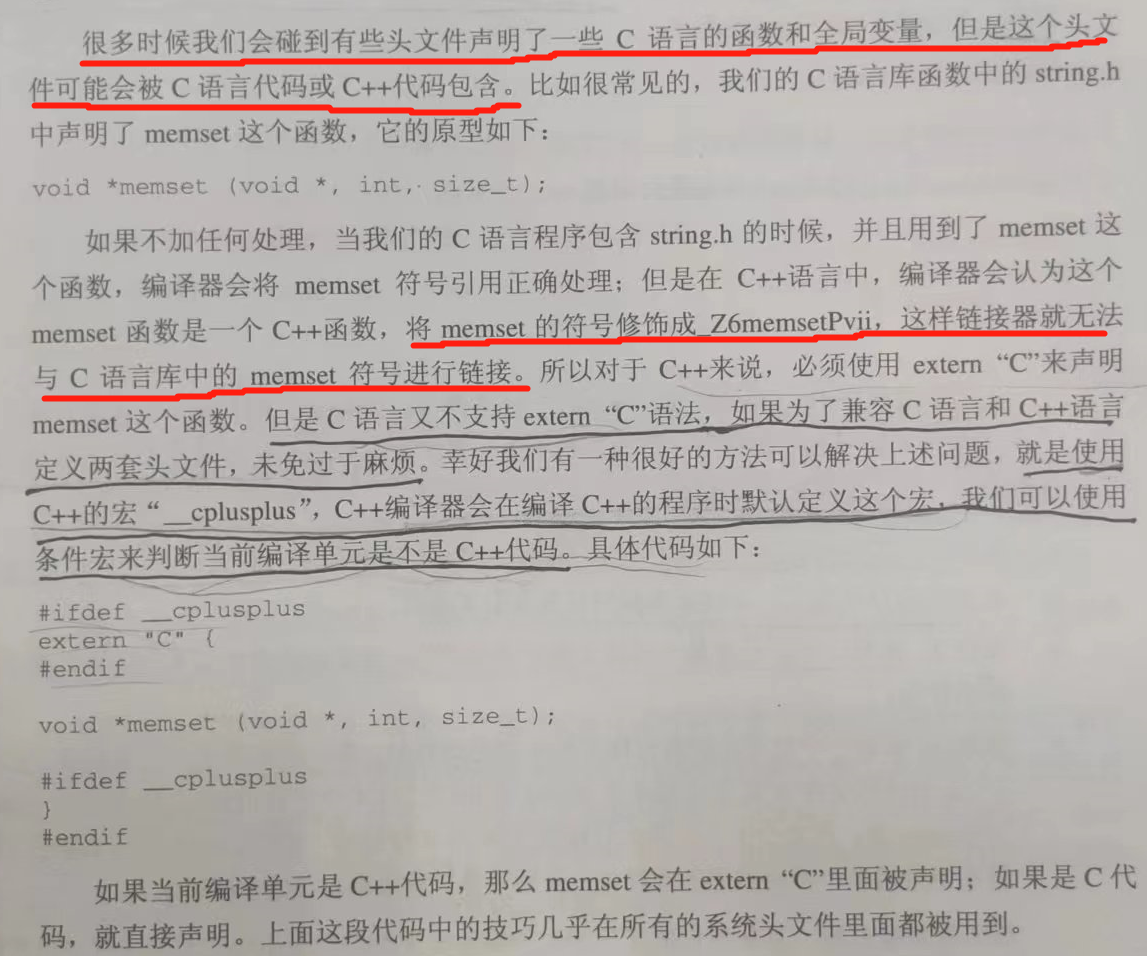 很多时候我们会碰到有些头文件声明了一些 C 语言的函数和全局变量，但是这个头文
件可能会被 C 语言代码或 C++代码包含。比如很常见的，我们的 C 语言库函数中的 string.h
中声明了 memset 这个函数，它的原型如下：
void *memset (void *, int, size_t);
如果不加任何处理，当我们的 C 语言程序包含 string.h 的时候，并且用到了 memset 这
个函数，编译器会将 memset 符号引用正确处理；但是在 C++语言中，编译器会认为这个
memset 函数是一个 C++函数，将 memset 的符号修饰成_Z6memsetPvii，这样链接器就无法
与 C 语言库中的 memset 符号进行链接。所以对于 C++来说，必须使用 extern “C”来声明
memset 这个函数。但是 C 语言又不支持 extern “C”语法，如果为了兼容 C 语言和 C++语言
定义两套头文件，未免过于麻烦。幸好我们有一种很好的方法可以解决上述问题，就是使用
C++的宏“__cplusplus”，C++编译器会在编译 C++的程序时默认定义这个宏，我们可以使用
条件宏来判断当前编译单元是不是 C++代码。具体代码如下：
#ifdef __cplusplus
extern "C" {
#endif
void *memset (void *, int, size_t);
#ifdef __cplusplus
}
#endif
如果当前编译单元是 C++代码，那么 memset 会在 extern “C”里面被声明；如果是 C 代
码，就直接声明。上面这段代码中的技巧几乎在所有的系统头文件里面都被用到。